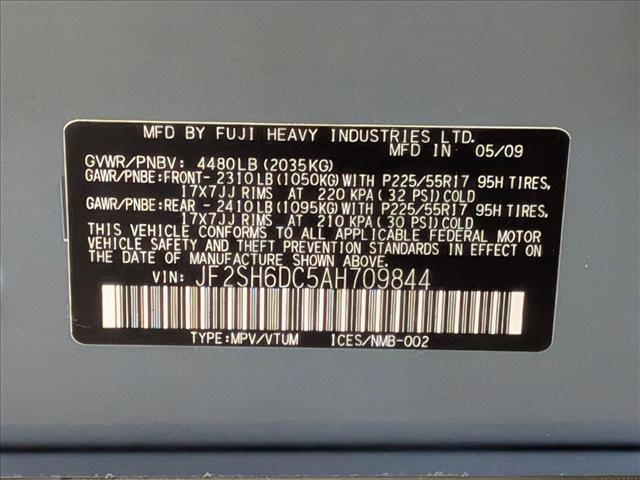 MFD BY FUJI HEAVY INDUSTRIES LTD.
MFD. IN 05/09
GVWR/PNBV: 4480LB (2035KG)
GAWR/PNBE:FRONT- 2310LB (1050KG) WITH P225/55R17 95H TIRES,
17X7JJ RIMS AT 220 KPA (32 PSI) COLD
GAWR/PNBE:REAR - 2410LB (1095KG) WITH P225/55R17 95H TIRES,
17X7JJ RIMS AT 210 KPA (30 PSI) COLD
THIS VEHICLE CONFORMS TO ALL APPLICABLE FEDERAL MOTOR
VEHICLE SAFETY AND THEFT PREVENTION STANDARDS IN EFFECT
ON THE DATE OF MANUFACTURE SHOWN ABOVE.
VIN: JF2SH6DC5AH709844
TYPE:MPV/VTUM ICES/NMB-002